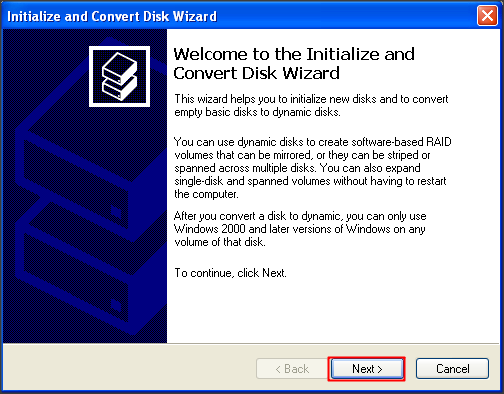 Initialize and Convert Disk Wizard
Welcome to the Initialize and
Convert Disk Wizard
This wizard helps you to initialize new disks and to convert
empty basic disks to dynamic disks.
You can use dynamic disks to create software-based RAID
volumes that can be mirrored, or they can be striped or
spanned across multiple disks. You can also expand
single-disk and spanned volumes without having to restart
the computer.
After you convert a disk to dynamic, you can only use
Windows 2000 and later versions of Windows on any
volume of that disk.
To continue, click Next.
< Back
Next >
Cancel